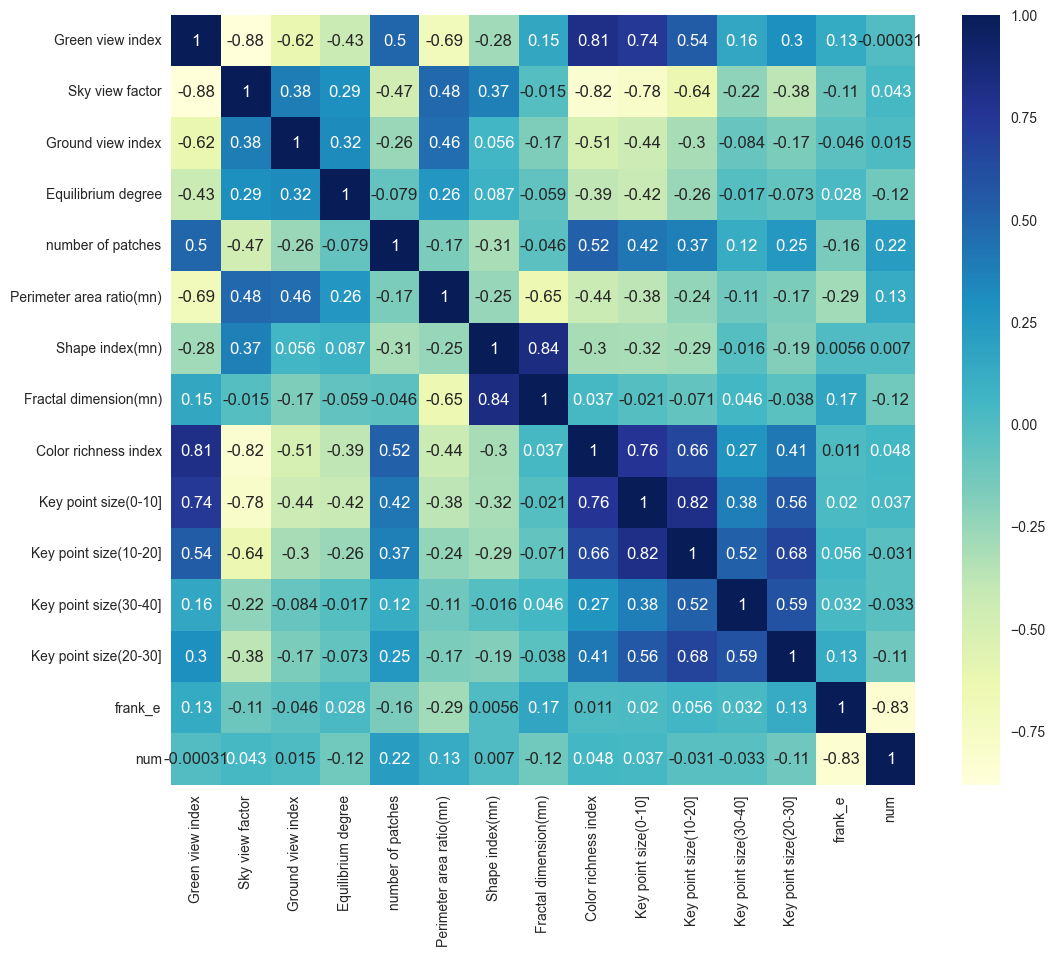 Green view index 1 -0.88 -0.62 -0.43 0.5 -0.69 -0.28 0.15 0.81 0.74 0.54 0.16 0.3 0.13 -0.00031
Sky view factor -0.88 1 0.38 0.29 -0.47 0.48 0.37 -0.015 -0.82 -0.78 -0.64 -0.22 -0.38 -0.11 0.043
Ground view index -0.62 0.38 1 0.32 -0.26 0.46 0.056 -0.17 -0.51 -0.44 -0.3 -0.084 -0.17 -0.046 0.015
Equilibrium degree -0.43 0.29 0.32 1 -0.079 0.26 0.087 -0.059 -0.39 -0.42 -0.26 -0.017 -0.073 0.028 -0.12
number of patches 0.5 -0.47 -0.26 -0.079 1 -0.17 -0.31 -0.046 0.52 0.42 0.37 0.12 0.25 -0.16 0.22
Perimeter area ratio(mn) -0.69 0.48 0.46 0.26 -0.17 1 -0.25 -0.65 -0.44 -0.38 -0.24 -0.11 -0.17 -0.29 0.13
Shape index(mn) -0.28 0.37 0.056 0.087 -0.31 -0.25 1 0.84 -0.3 -0.32 -0.29 -0.016 -0.19 0.0056 0.007
Fractal dimension(mn) 0.15 -0.015 -0.17 -0.059 -0.046 -0.65 0.84 1 0.037 -0.021 -0.071 0.046 -0.038 0.17 -0.12
Color richness index 0.81 -0.82 -0.51 -0.39 0.52 -0.44 -0.3 0.037 1 0.76 0.66 0.27 0.41 0.011 0.048
Key point size(0-10] 0.74 -0.78 -0.44 -0.42 0.42 -0.38 -0.32 -0.021 0.76 1 0.82 0.38 0.56 0.02 0.037
Key point size(10-20] 0.54 -0.64 -0.3 -0.26 0.37 -0.24 -0.29 -0.071 0.66 0.82 1 0.52 0.68 0.056 -0.031
Key point size(30-40] 0.16 -0.22 -0.084 -0.017 0.12 -0.11 -0.016 0.046 0.27 0.38 0.52 1 0.59 0.032 -0.033
Key point size(20-30] 0.3 -0.38 -0.17 -0.073 0.25 -0.17 -0.19 -0.038 0.41 0.56 0.68 0.59 1 0.13 -0.11
frank_e 0.13 -0.11 -0.046 0.028 -0.16 -0.29 0.0056 0.17 0.011 0.02 0.056 0.032 0.13 1 -0.83
num -0.00031 0.043 0.015 -0.12 0.22 0.13 0.007 -0.12 0.048 0.037 -0.031 -0.033 -0.11 -0.83 1
Green view index
Sky view factor
Ground view index
Equilibrium degree
number of patches
Perimeter area ratio(mn)
Shape index(mn)
Fractal dimension(mn)
Color richness index
Key point size(0-10]
Key point size(10-20]
Key point size(30-40]
Key point size(20-30]
frank_e
num
1.00
0.75
0.50
0.25
0.00
−0.25
−0.50
−0.75